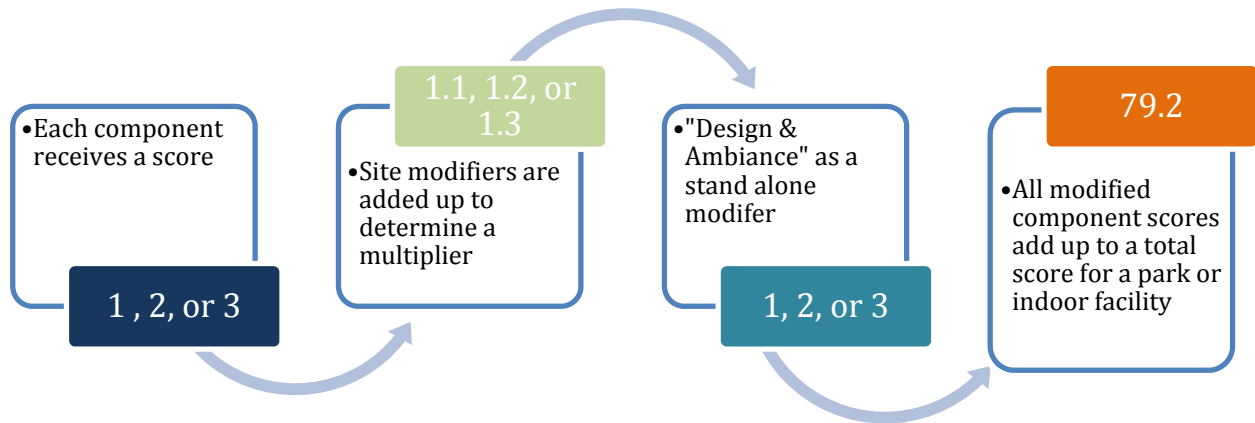 •Each component
receives a score
1 , 2, or 3
1.1, 1.2, or
1.3
•Site modifiers are
added up to
determine a
multiplier
•"Design &
Ambiance" as a
stand alone
modifer
1, 2, or 3
79.2
•All modified
component scores
add up to a total
score for a park or
indoor facility